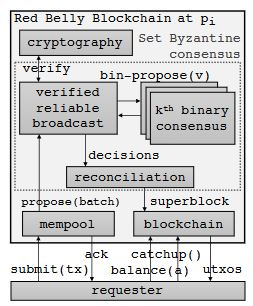 Red Belly Blockchain at pi
cryptography
Set Byzantine
consensus
verify
bin-propose(v)
verified
reliable
broadcast
kth binary
consensus
decisions
reconciliation
propose(batch)
superblock
mempool
blockchain
ack
catchup()
submit(tx)
balance(a)
utxos
requester